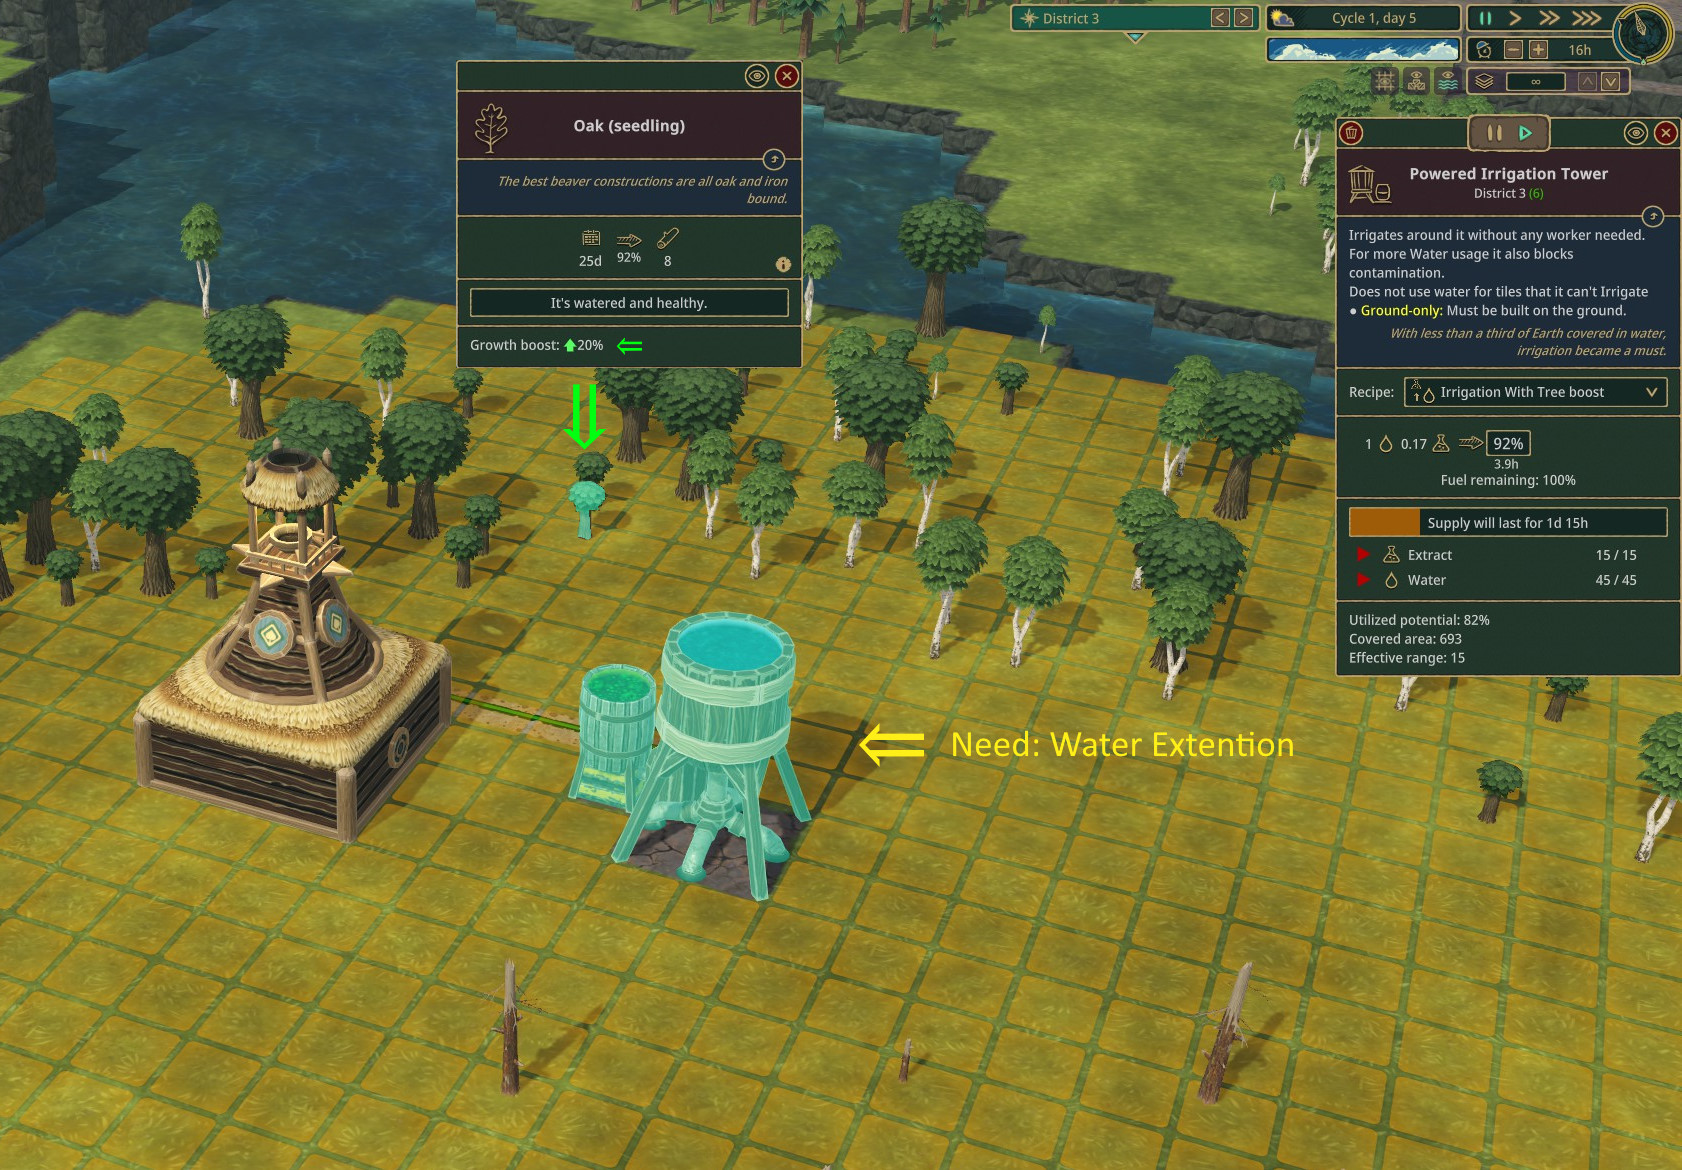 District 3
Cycle 1, day 5
16h
∞
Oak (seedling)
The best beaver constructions are all oak and iron
bound.
25d
92%
8
It's watered and healthy.
Growth boost: 20%
Powered Irrigation Tower
District 3 (6)
Irrigates around it without any worker needed.
For more Water usage it also blocks
contamination.
Does not use water for tiles that it can't Irrigate
● Ground-only: Must be built on the ground.
With less than a third of Earth covered in water,
irrigation became a must.
Recipe: Irrigation With Tree boost
1 0.17 92%
3.9h
Fuel remaining: 100%
Supply will last for 1d 15h
Extract 15 / 15
Water 45 / 45
Utilized potential: 82%
Covered area: 693
Effective range: 15
Need: Water Extention